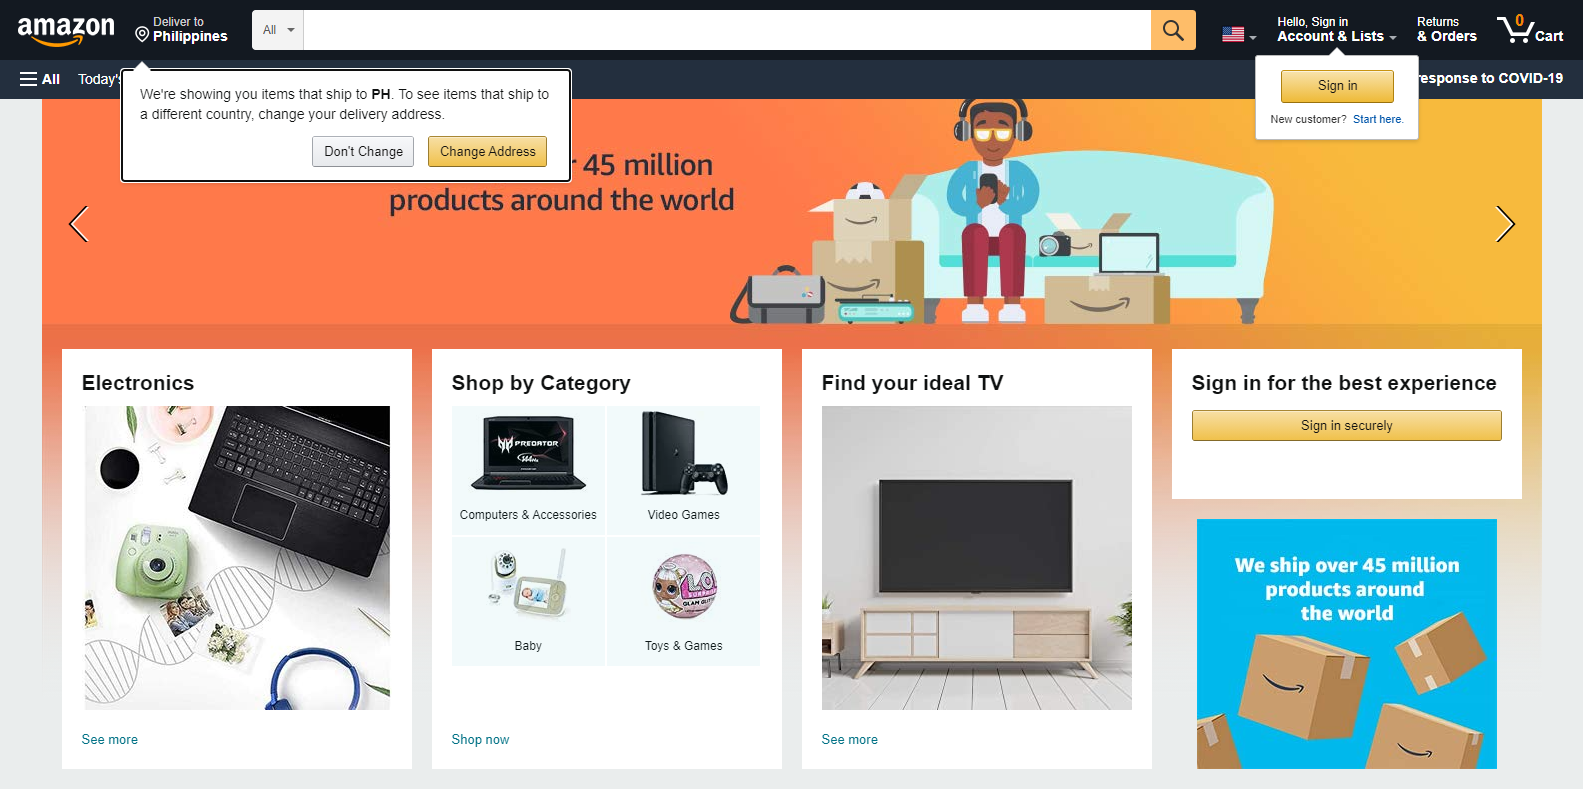 amazon
Deliver to
Philippines
All
Hello, Sign in
Account & Lists
Returns
& Orders
0
Cart
All
Today's
response to COVID-19
We're showing you items that ship to PH. To see items that ship to
a different country, change your delivery address.
Don't Change
Change Address
Sign in
New customer? Start here.
45 million
products around the world
Electronics
See more
Shop by Category
PREDATOR
144Hz
Computers & Accessories
Video Games
L.O.L.
SURPRISE
GLAM GLITTER
Baby
Toys & Games
Shop now
Find your ideal TV
See more
Sign in for the best experience
Sign in securely
We ship over 45 million
products around
the world